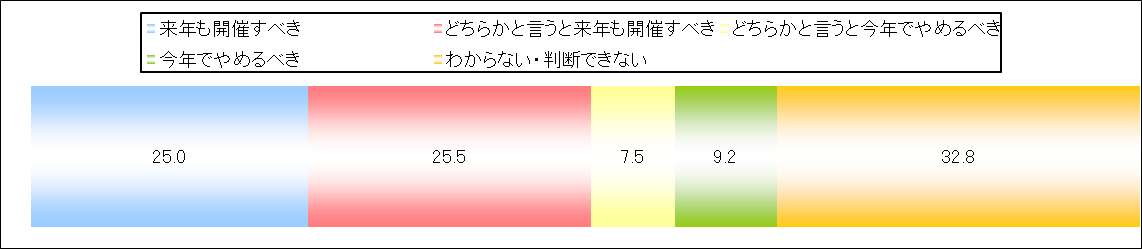 来年も開催すべき どちらかと言うと来年も開催すべき どちらかと言うと今年でやめるべき
今年でやめるべき わからない・判断できない
25.0 25.5 7.5 9.2 32.8